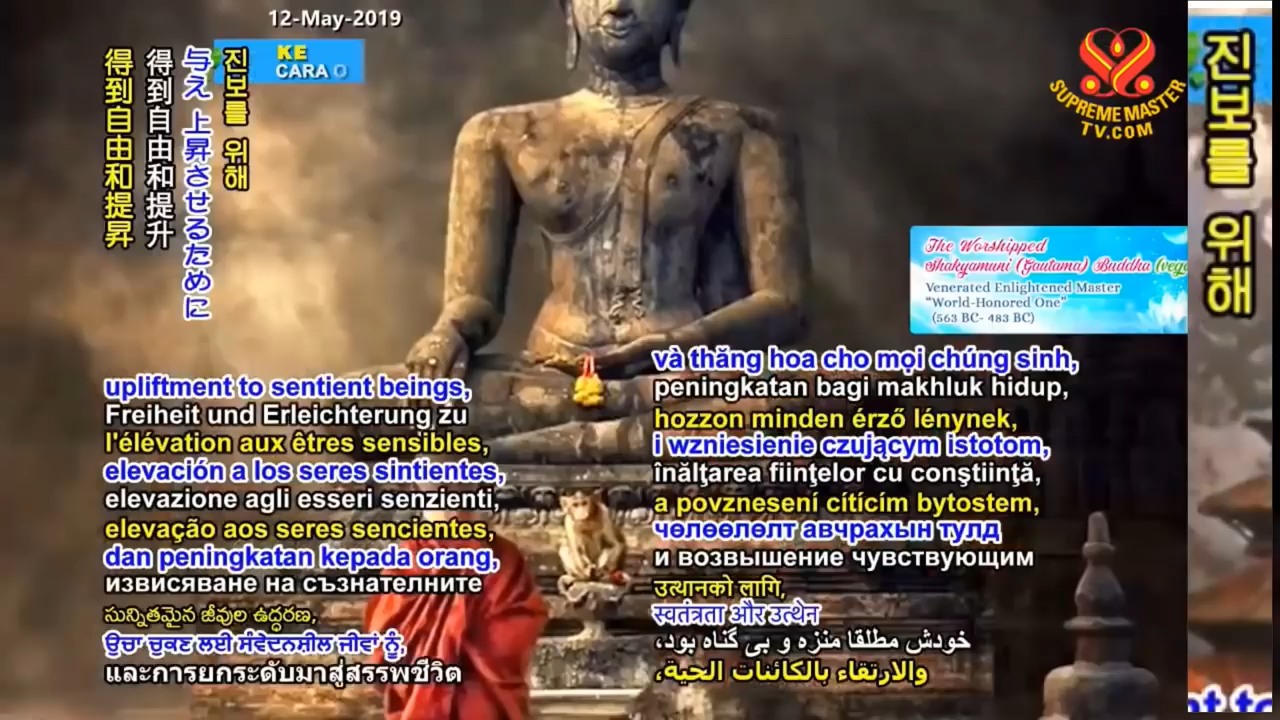 12-May-2019
KE
CARA O
SUPREME MASTER
TV.COM
진보를 위해
与え 上昇させるために
得到自由和提升
得到自由和提昇
진보를 위해
The Worshipped
Shakyamuni (Gautama) Buddha
Venerated Enlightened Master
“World-Honored One”
(563 BC- 483 BC)
upliftment to sentient beings,
Freiheit und Erleichterung zu
l'élévation aux êtres sensibles,
elevación a los seres sintientes,
elevazione agli esseri senzienti,
elevação aos seres sencientes,
dan peningkatan kepada orang,
извисяване на съзнателните
సున్నితమైన జీవుల ఉద్ధరణ,
ਉਚਾ ਚੁਕਣ ਲਈ ਸੰਵੇਦਨਸ਼ੀਲ ਜੀਵਾਂ ਨੂੰ,
และการยกระดับมาสู่สรรพชีวิต
và thăng hoa cho mọi chúng sinh,
peningkatan bagi makhluk hidup,
hozzon minden érző lénynek,
i wzniesienie czującym istotom,
înălţarea fiinţelor cu conştiinţă,
a povznesení cítícím bytostem,
чөлөөлөлт авчрахын тулд
и возвышение чувствующим
उत्थानको लागि,
स्वतंत्रता और उत्थेन
خودش مطلقا منزه و بی گناه بود،
والارتقاء بالكائنات الحية،